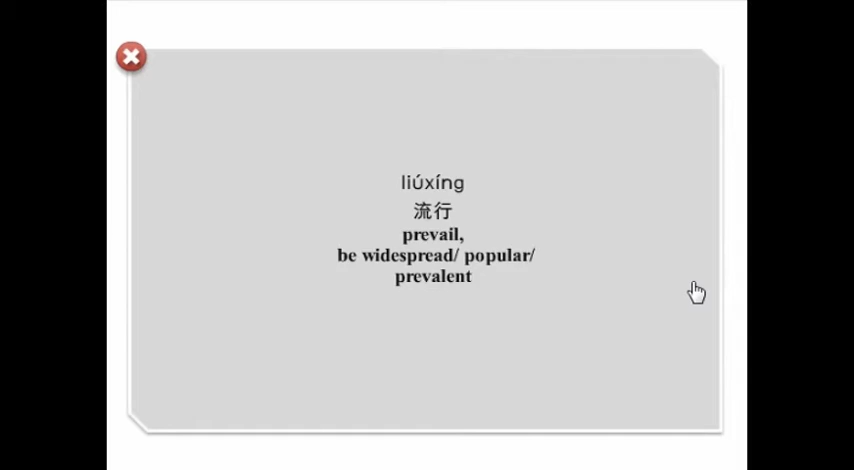 liúxíng
流行
prevail,
be widespread/ popular/
prevalent